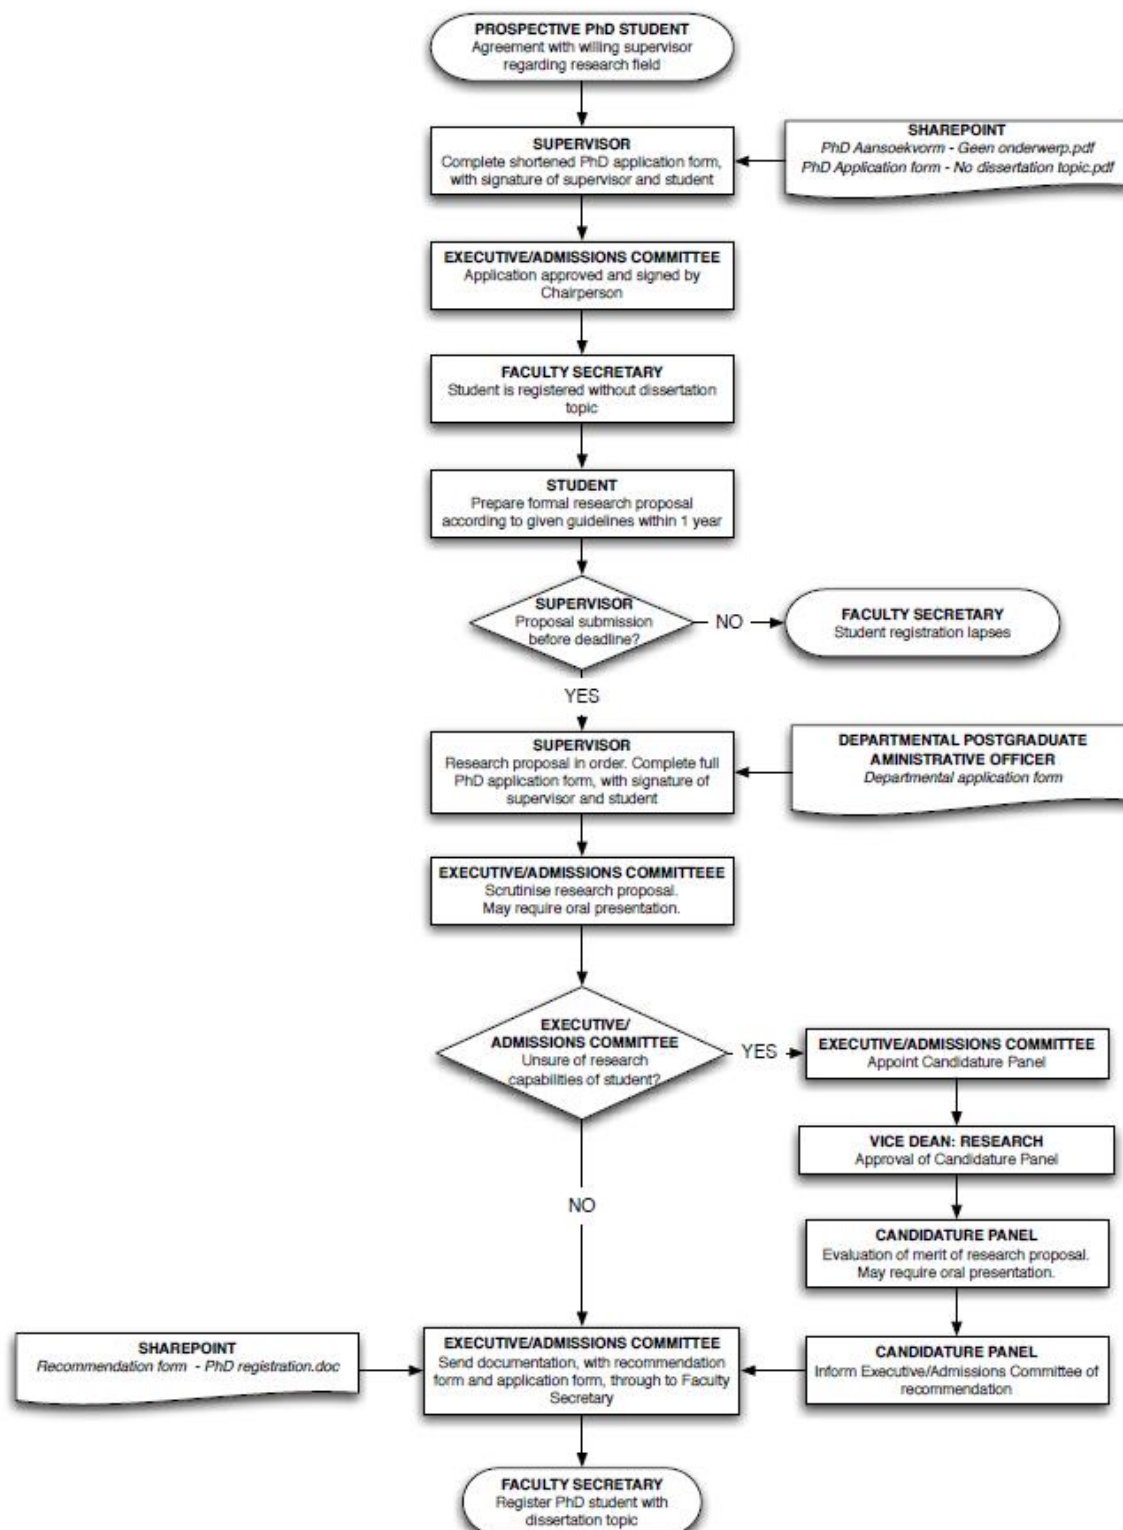 PROSPECTIVE PhD STUDENT
Agreement with willing supervisor
regarding research field
SUPERVISOR
Complete shortened PhD application form,
with signature of supervisor and student
SHAREPOINT
PhD Aansoekvorm - Geen onderwerp.pdf
PhD Application form - No dissertation topic.pdf
EXECUTIVE/ADMISSIONS COMMITTEE
Application approved and signed by
Chairperson
FACULTY SECRETARY
Student is registered without dissertation
topic
STUDENT
Prepare formal research proposal
according to given guidelines within 1 year
SUPERVISOR
Proposal submission
before deadline?
NO
FACULTY SECRETARY
Student registration lapses
YES
SUPERVISOR
Research proposal in order. Complete full
PhD application form, with signature of
supervisor and student
DEPARTMENTAL POSTGRADUATE
AMINISTRATIVE OFFICER
Departmental application form
EXECUTIVE/ADMISSIONS COMMITTEEE
Scrutinise research proposal.
May require oral presentation.
EXECUTIVE/
ADMISSIONS COMMITTEE
Unsure of research
capabilities of student?
YES
EXECUTIVE/ADMISSIONS COMMITTEE
Appoint Candidature Panel
VICE DEAN: RESEARCH
Approval of Candidature Panel
NO
CANDIDATURE PANEL
Evaluation of merit of research proposal.
May require oral presentation.
SHAREPOINT
Recommendation form - PhD registration.doc
EXECUTIVE/ADMISSIONS COMMITTEE
Send documentation, with recommendation
form and application form, through to Faculty
Secretary
CANDIDATURE PANEL
Inform Executive/Admissions Committee of
recommendation
FACULTY SECRETARY
Register PhD student with
dissertation topic